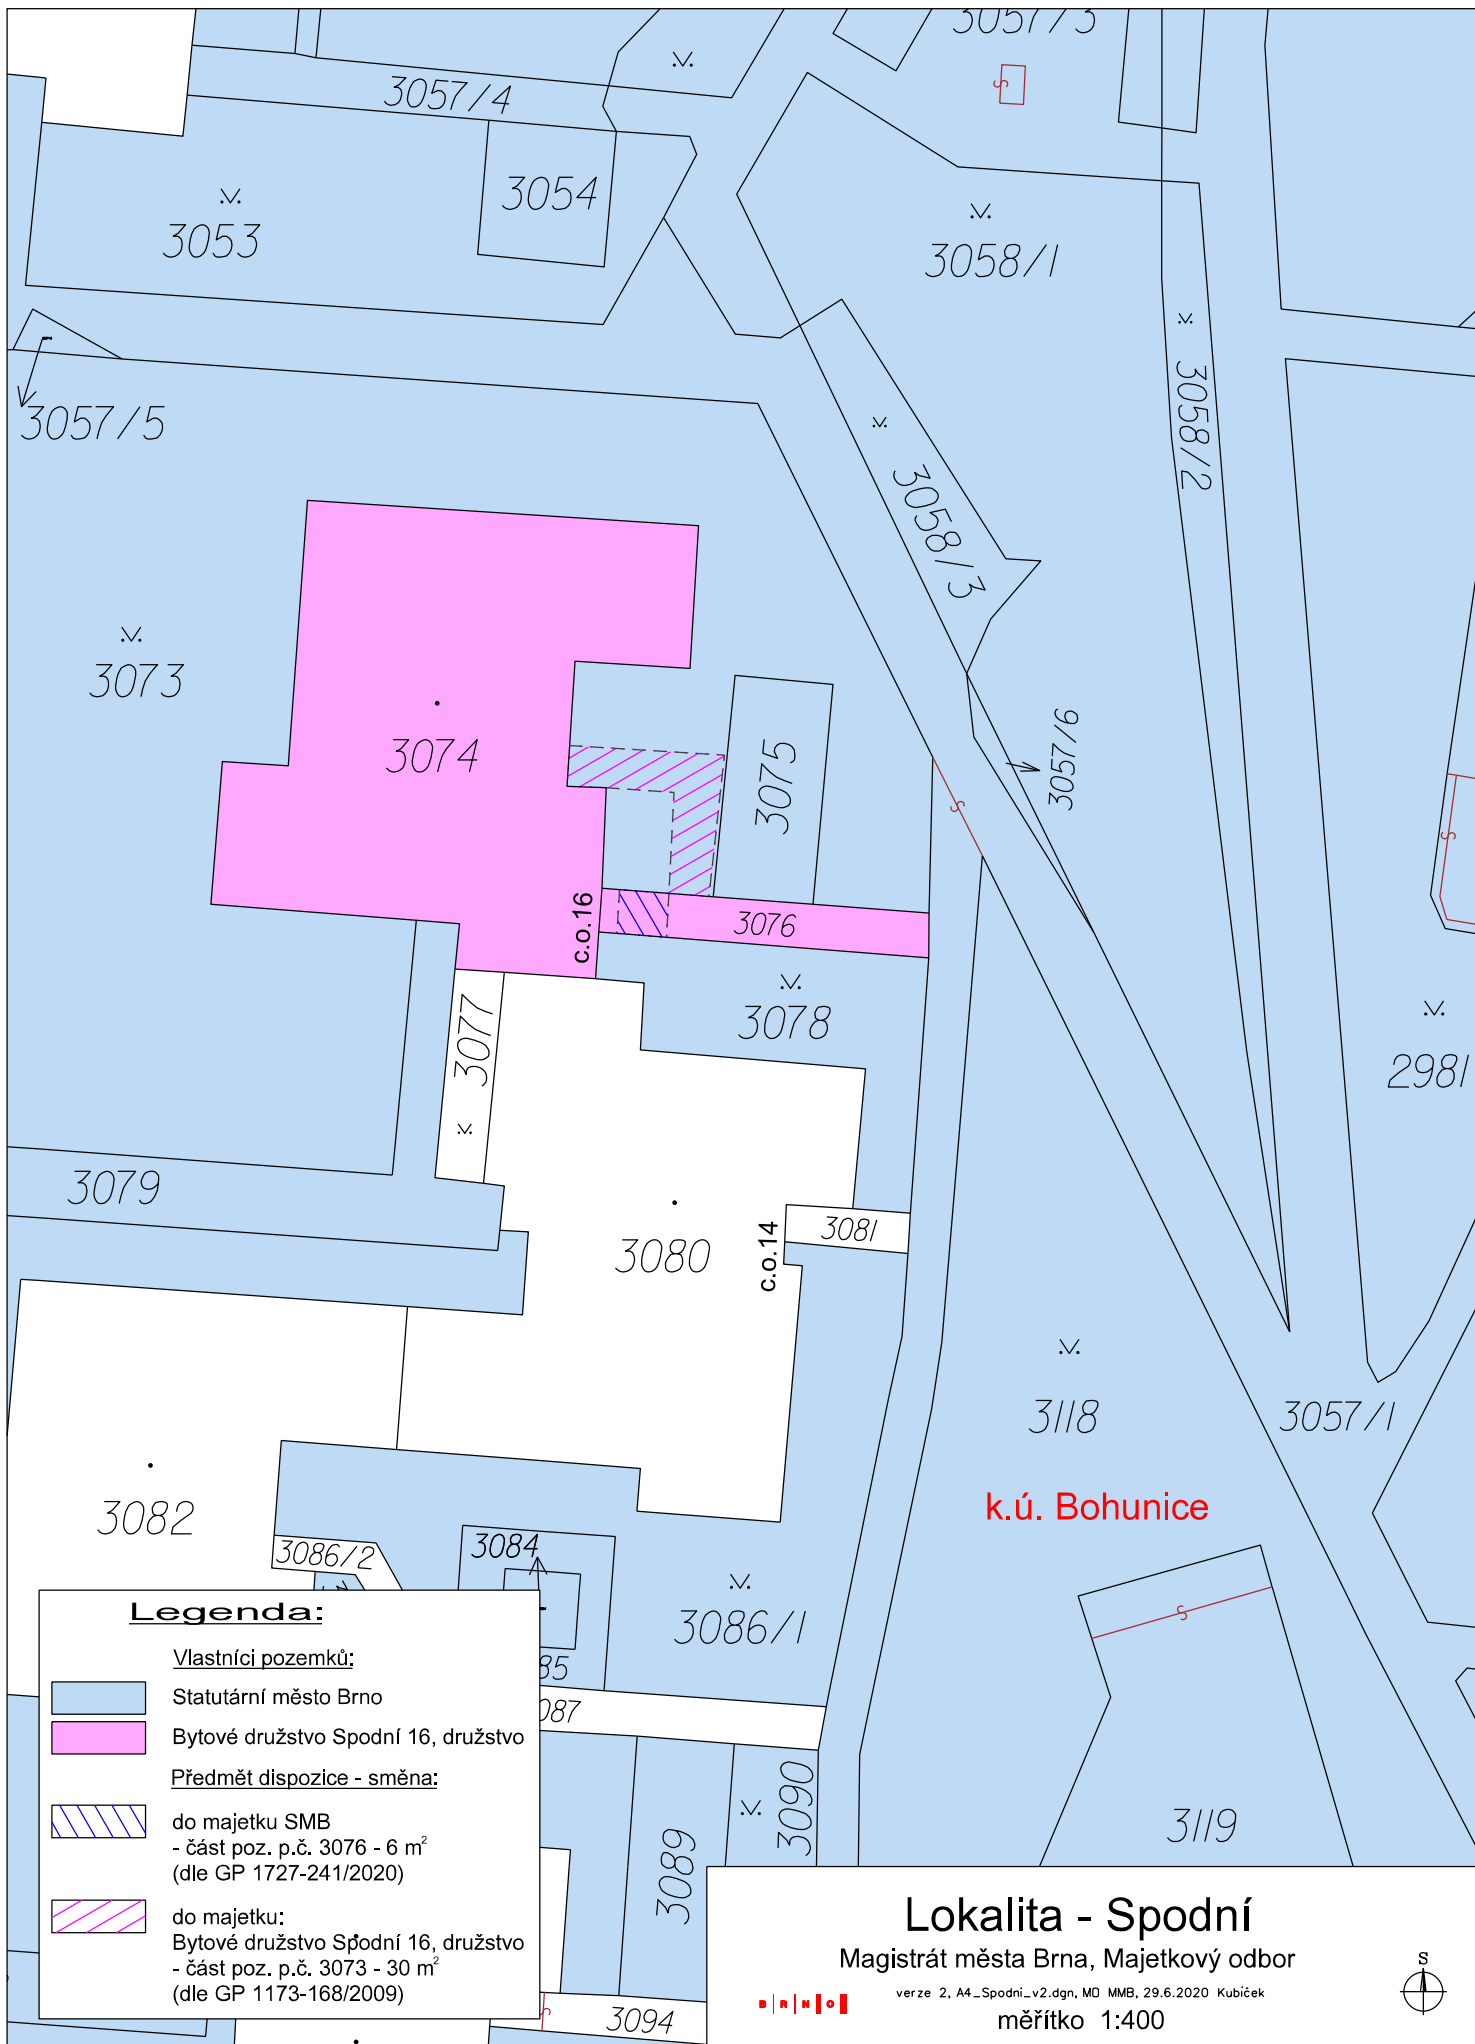 3057/3
3057/4
3054
3053
3058/1
3058/2
3057/5
3058/3
3073
3074
3075
3057/6
c.o.16
3076
3078
3077
2981
3079
3080
c.o.14
3081
3118
3057/1
3082
k.ú. Bohunice
3086/2
3084
3086/1
85
087
3090
3089
3119
3094
Legenda:
Vlastníci pozemků:
Statutární město Brno
Bytové družstvo Spodní 16, družstvo
Předmět dispozice - směna:
do majetku SMB
- část poz. p.č. 3076 - 6 m²
(dle GP 1727-241/2020)
do majetku:
Bytové družstvo Spodní 16, družstvo
- část poz. p.č. 3073 - 30 m²
(dle GP 1173-168/2009)
Lokalita - Spodní
Magistrát města Brna, Majetkový odbor
verze 2, A4_Spodni_v2.dgn, MO MMB, 29.6.2020 Kubíček
měřítko 1:400
B R N O
S